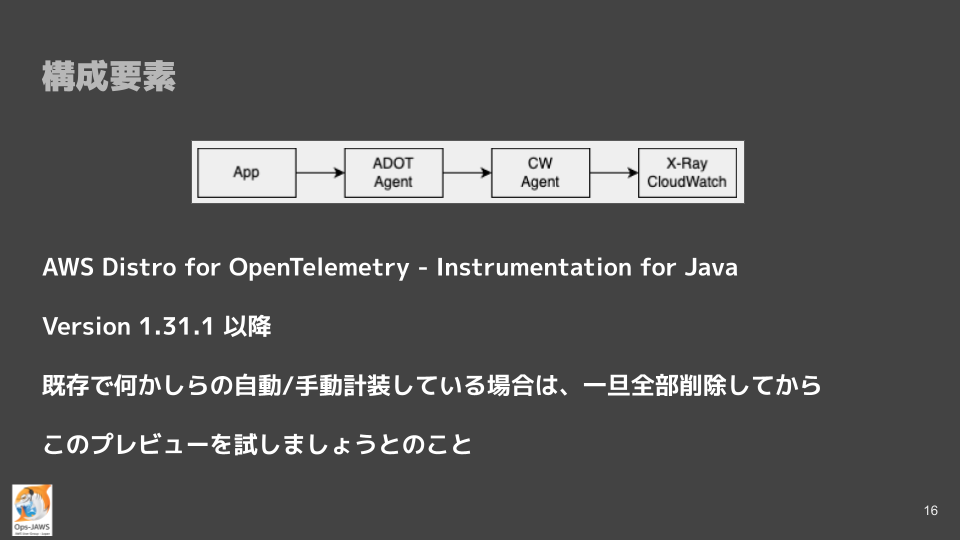 構成要素
App
ADOT
Agent
CW
Agent
X-Ray
CloudWatch
AWS Distro for OpenTelemetry - Instrumentation for Java
Version 1.31.1 以降
既存で何かしらの自動/手動計装している場合は、一旦全部削除してから
このプレビューを試しましょうとのこと
Ops-JAWS
16